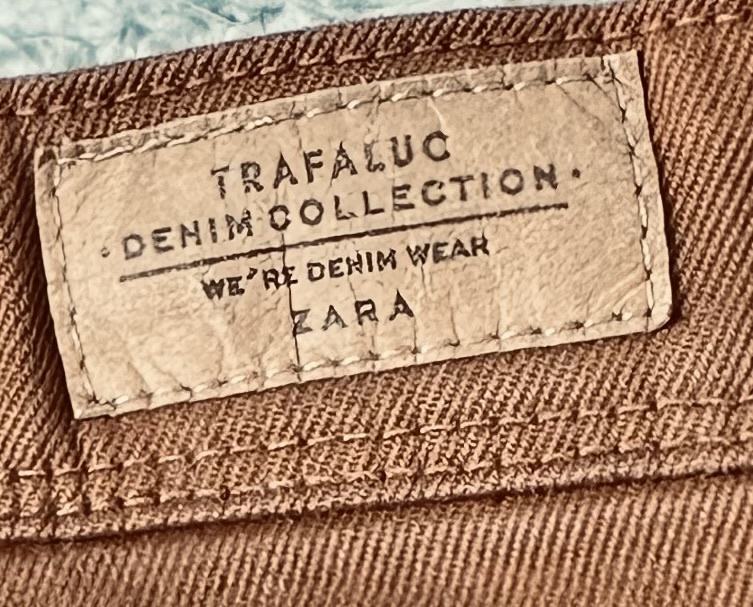 TRAFALUC
• DENIM COLLECTION •
WE'RE DENIM WEAR
ZARA